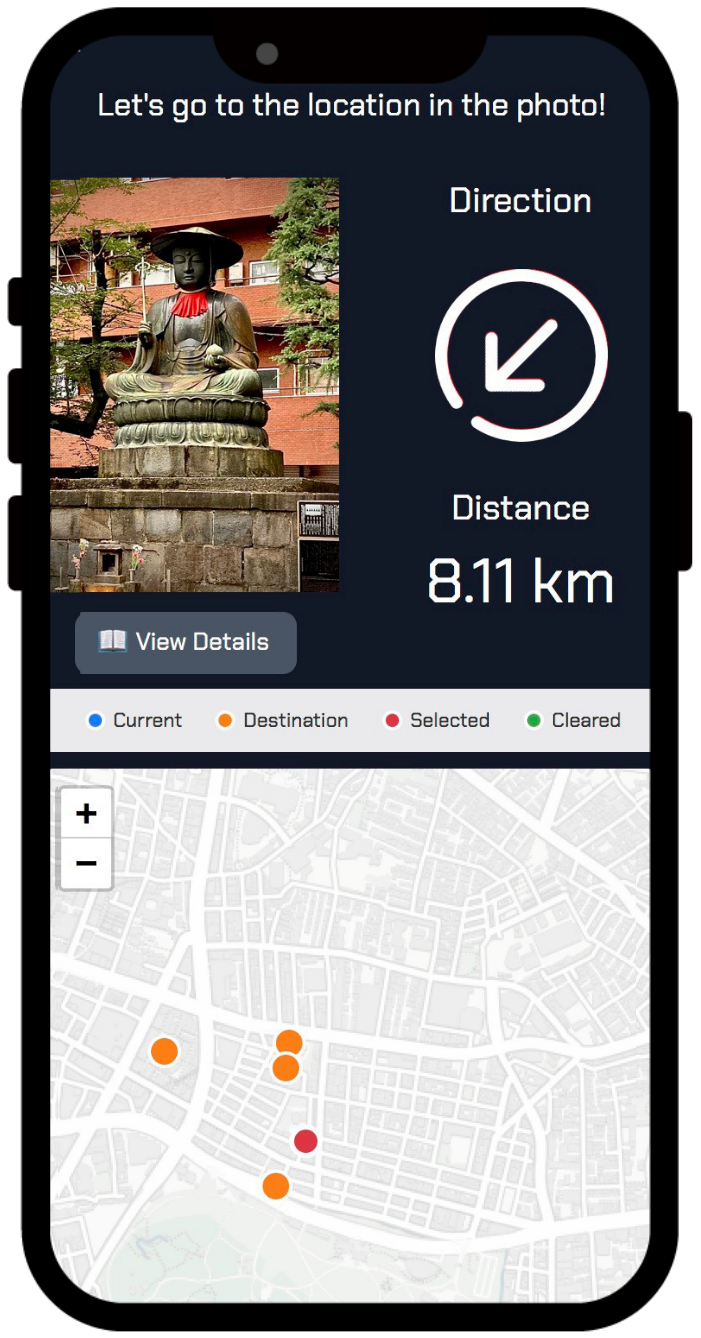 Let's go to the location in the photo!
Direction
Distance
8.11 km
View Details
Current
Destination
Selected
Cleared
+
−